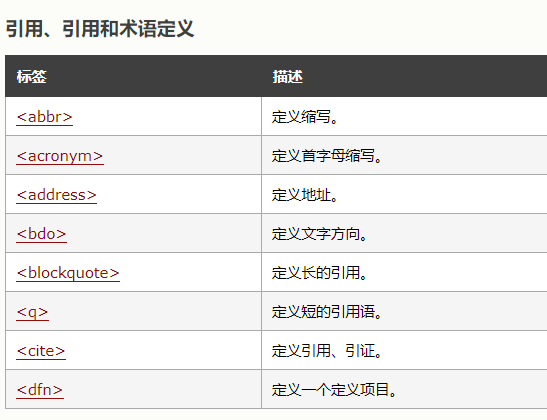 引用、引用和术语定义
标签 描述
<abbr> 定义缩写。
<acronym> 定义首字母缩写。
<address> 定义地址。
<bdo> 定义文字方向。
<blockquote> 定义长的引用。
<q> 定义短的引用语。
<cite> 定义引用、引证。
<dfn> 定义一个定义项目。